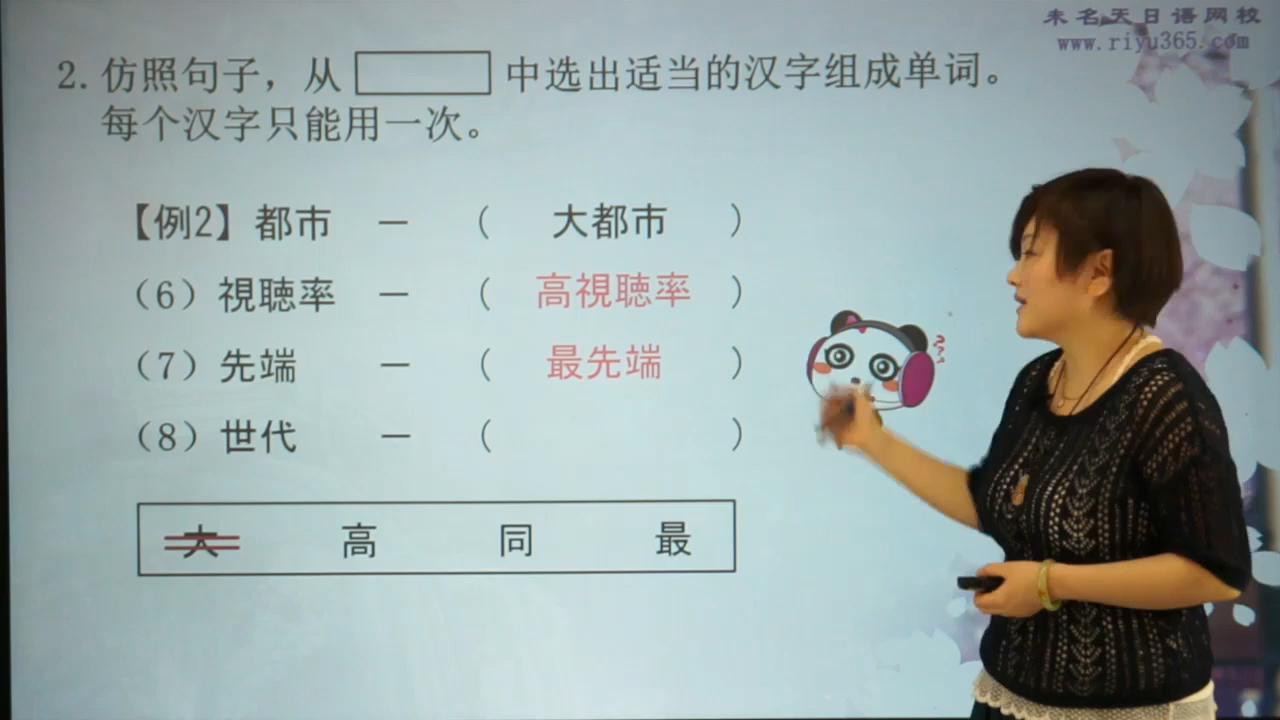 未名天日语网校
www.riyu365.com
2. 仿照句子，从 中选出适当的汉字组成单词。
每个汉字只能用一次。
【例2】都市 — （ 大都市 ）
（6）視聴率 — （ 高視聴率 ）
（7）先端 — （ 最先端 ）
（8）世代 — （ ）
大 高 同 最